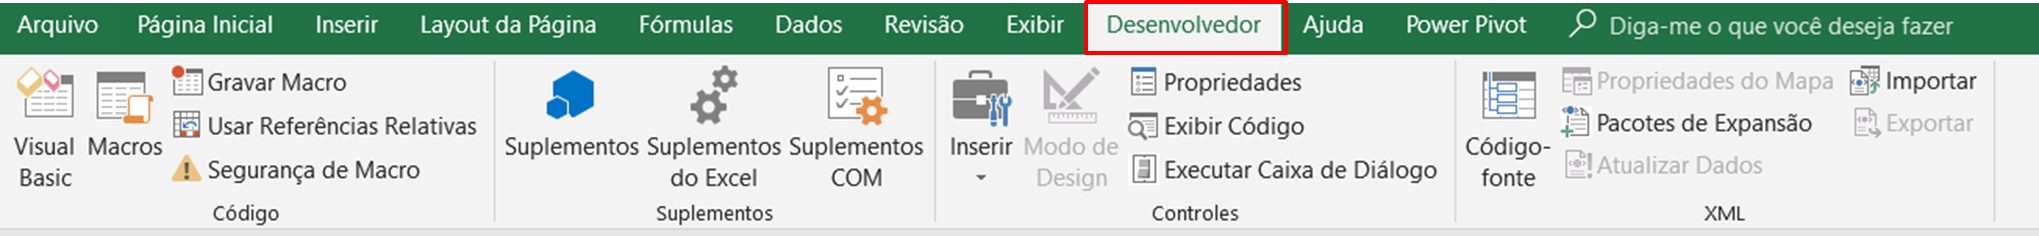 Arquivo Página Inicial Inserir Layout da Página Fórmulas Dados Revisão Exibir Desenvolvedor Ajuda Power Pivot Diga-me o que você deseja fazer
Visual
Basic
Macros
Gravar Macro
Usar Referências Relativas
Segurança de Macro
Código
Suplementos
Suplementos
do Excel
Suplementos
COM
Suplementos
Inserir
Modo de
Design
Propriedades
Exibir Código
Executar Caixa de Diálogo
Controles
Código-
fonte
Propriedades do Mapa
Pacotes de Expansão
Atualizar Dados
Importar
Exportar
XML